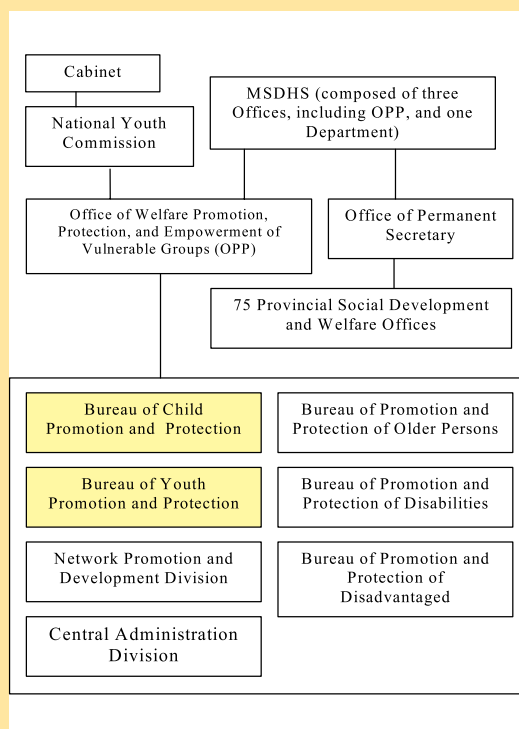 Cabinet
National Youth
Commission
MSDHS (composed of three
Offices, including OPP, and one
Department)
Office of Welfare Promotion,
Protection, and Empowerment of
Vulnerable Groups (OPP)
Office of Permanent
Secretary
75 Provincial Social Development
and Welfare Offices
Bureau of Child
Promotion and Protection
Bureau of Youth
Promotion and Protection
Network Promotion and
Development Division
Central Administration
Division
Bureau of Promotion and
Protection of Older Persons
Bureau of Promotion and
Protection of Disabilities
Bureau of Promotion and
Protection of
Disadvantaged